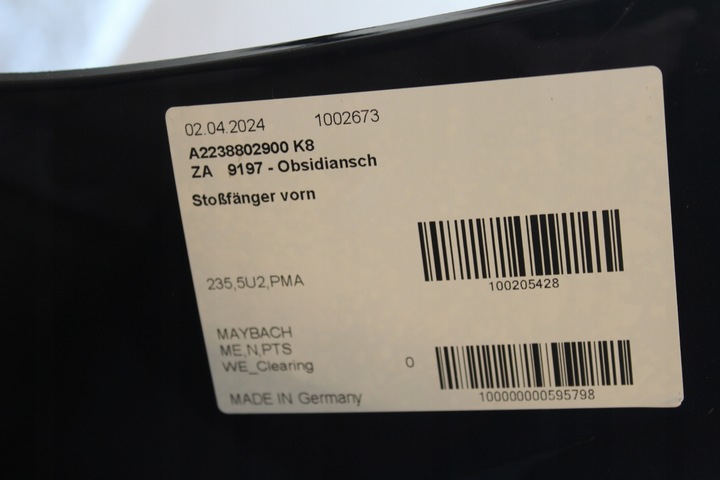 02.04.2024 1002673
A2238802900 K8
ZA 9197 - Obsidiansch
Stoßfänger vorn
100205428
235,5U2,PMA
MAYBACH
ME,N,PTS
WE_Clearing 0
100000000595798
MADE IN Germany